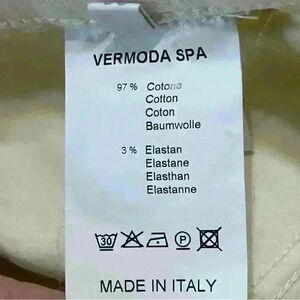 VERMODA SPA
97 % Cotone
Cotton
Coton
Baumwolle
3 % Elastan
Elastane
Elasthan
Elastanne
30 P
MADE IN ITALY